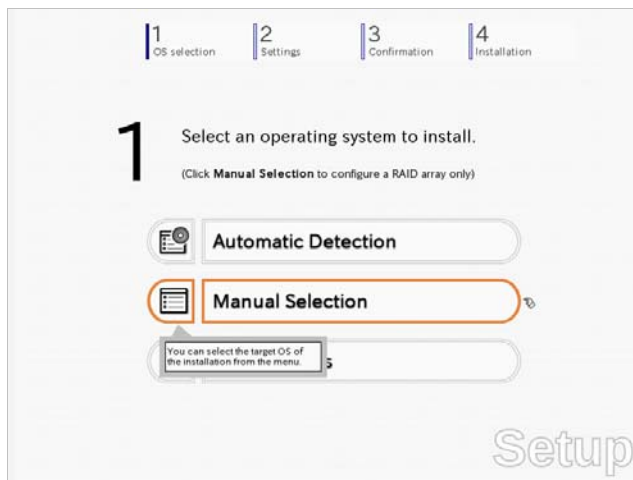 1
OS selection
2
Settings
3
Confirmation
4
Installation
1
Select an operating system to install.
(Click Manual Selection to configure a RAID array only)
Automatic Detection
Manual Selection
You can select the target OS of
the installation from the menu.
Setup